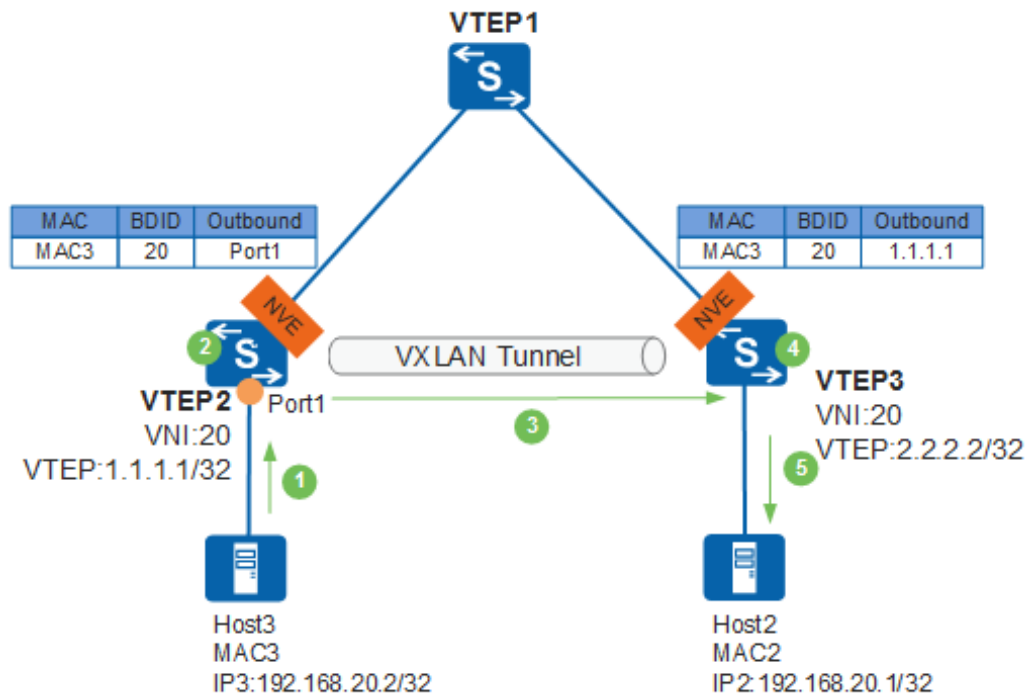 VTEP1
S
MAC BDID Outbound
MAC3 20 Port1
MAC BDID Outbound
MAC3 20 1.1.1.1
NVE
NVE
2
S
VXLAN Tunnel
S
4
VTEP2
Port1
VNI:20
VTEP:1.1.1.1/32
3
VTEP3
VNI:20
VTEP:2.2.2.2/32
1
5
Host3
MAC3
IP3:192.168.20.2/32
Host2
MAC2
IP2:192.168.20.1/32